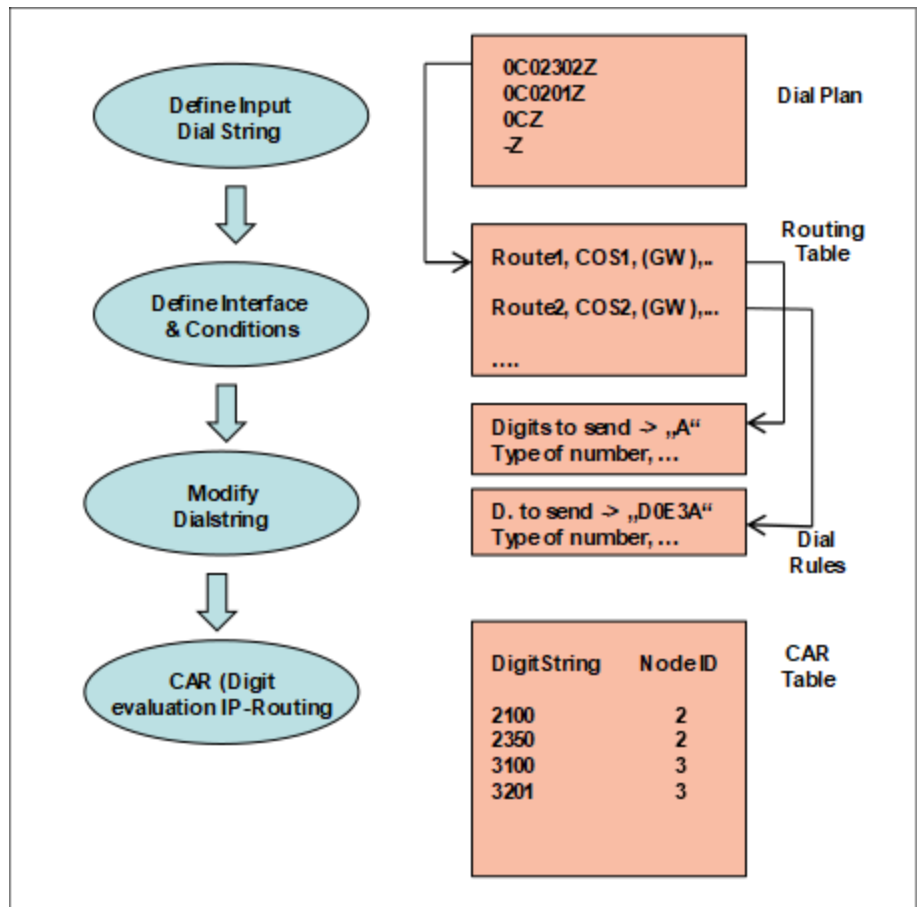 Define Input
Dial String
Define Interface
& Conditions
Modify
Dialstring
CAR (Digit
evaluation IP-Routing
0C02302Z
0C0201Z
0CZ
-Z
Dial Plan
Routing
Table
Route1, COS1, (GW ),..
Route2, COS2, (GW ),...
....
Digits to send -> „A“
Type of number, ...
D. to send -> „D0E3A“
Type of number, ...
Dial
Rules
DigitString NodeID
2100 2
2350 2
3100 3
3201 3
CAR
Table